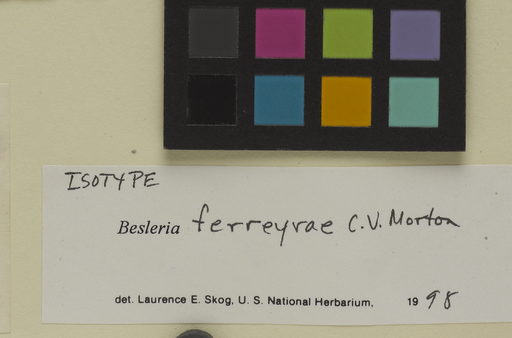 ISOTYPE
Besleria ferreyrae C.V. Morton
det. Laurence E. Skog, U. S. National Herbarium, 1998